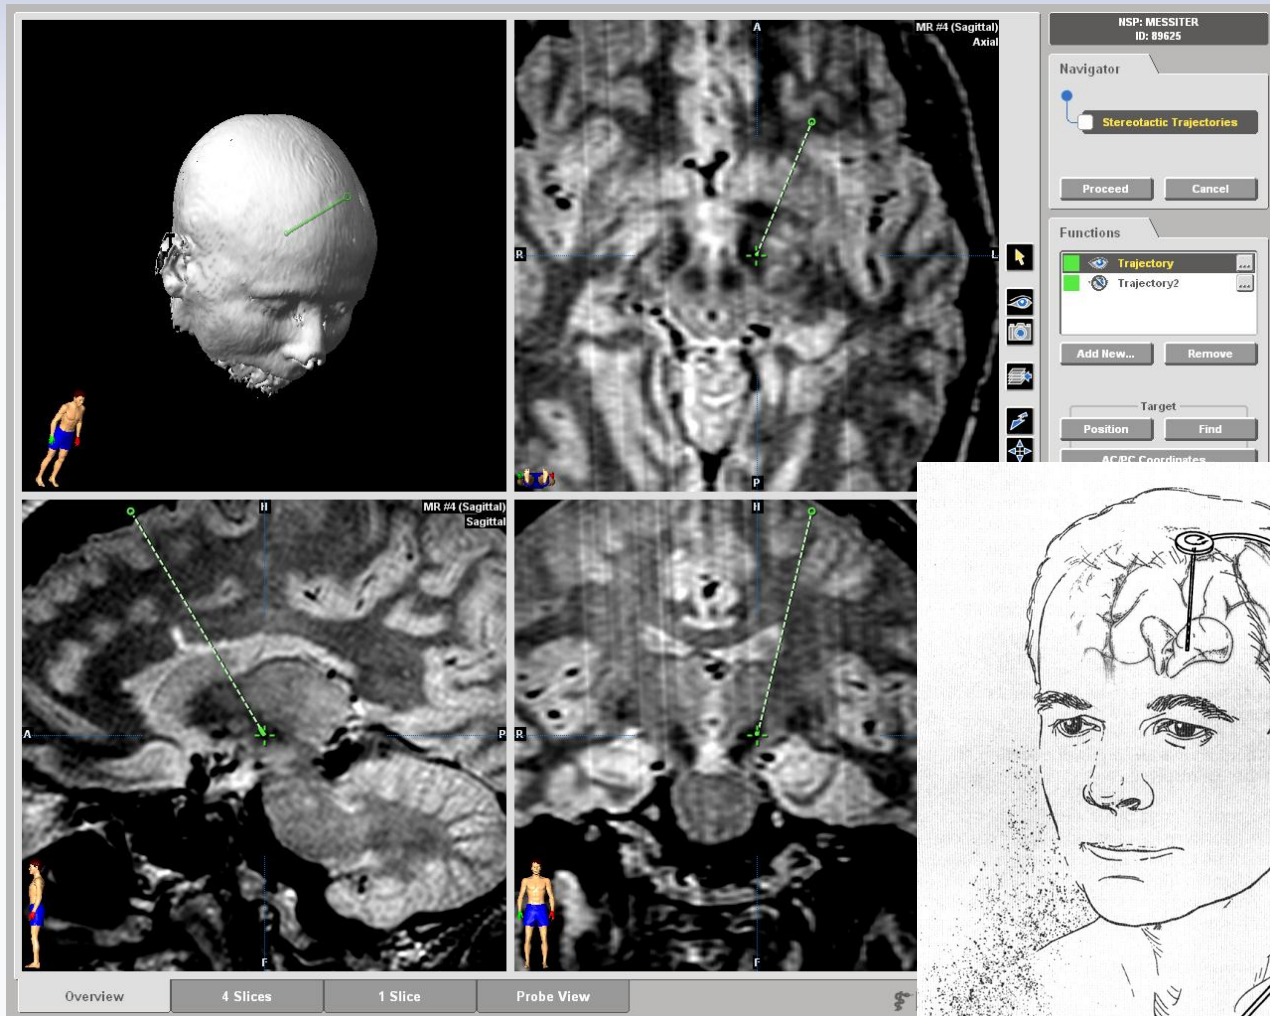 MR #4 (Sagittal)
Axial
A
R
L
P
MR #4 (Sagittal)
Sagittal
H
A
P
F
H
R
F
Overview
4 Slices
1 Slice
Probe View
NSP: MESSITER
ID: 89625
Navigator
Stereotactic Trajectories
Proceed
Cancel
Functions
Trajectory
...
Trajectory2
...
Add New...
Remove
Target
Position
Find
AC/PC Coordinates